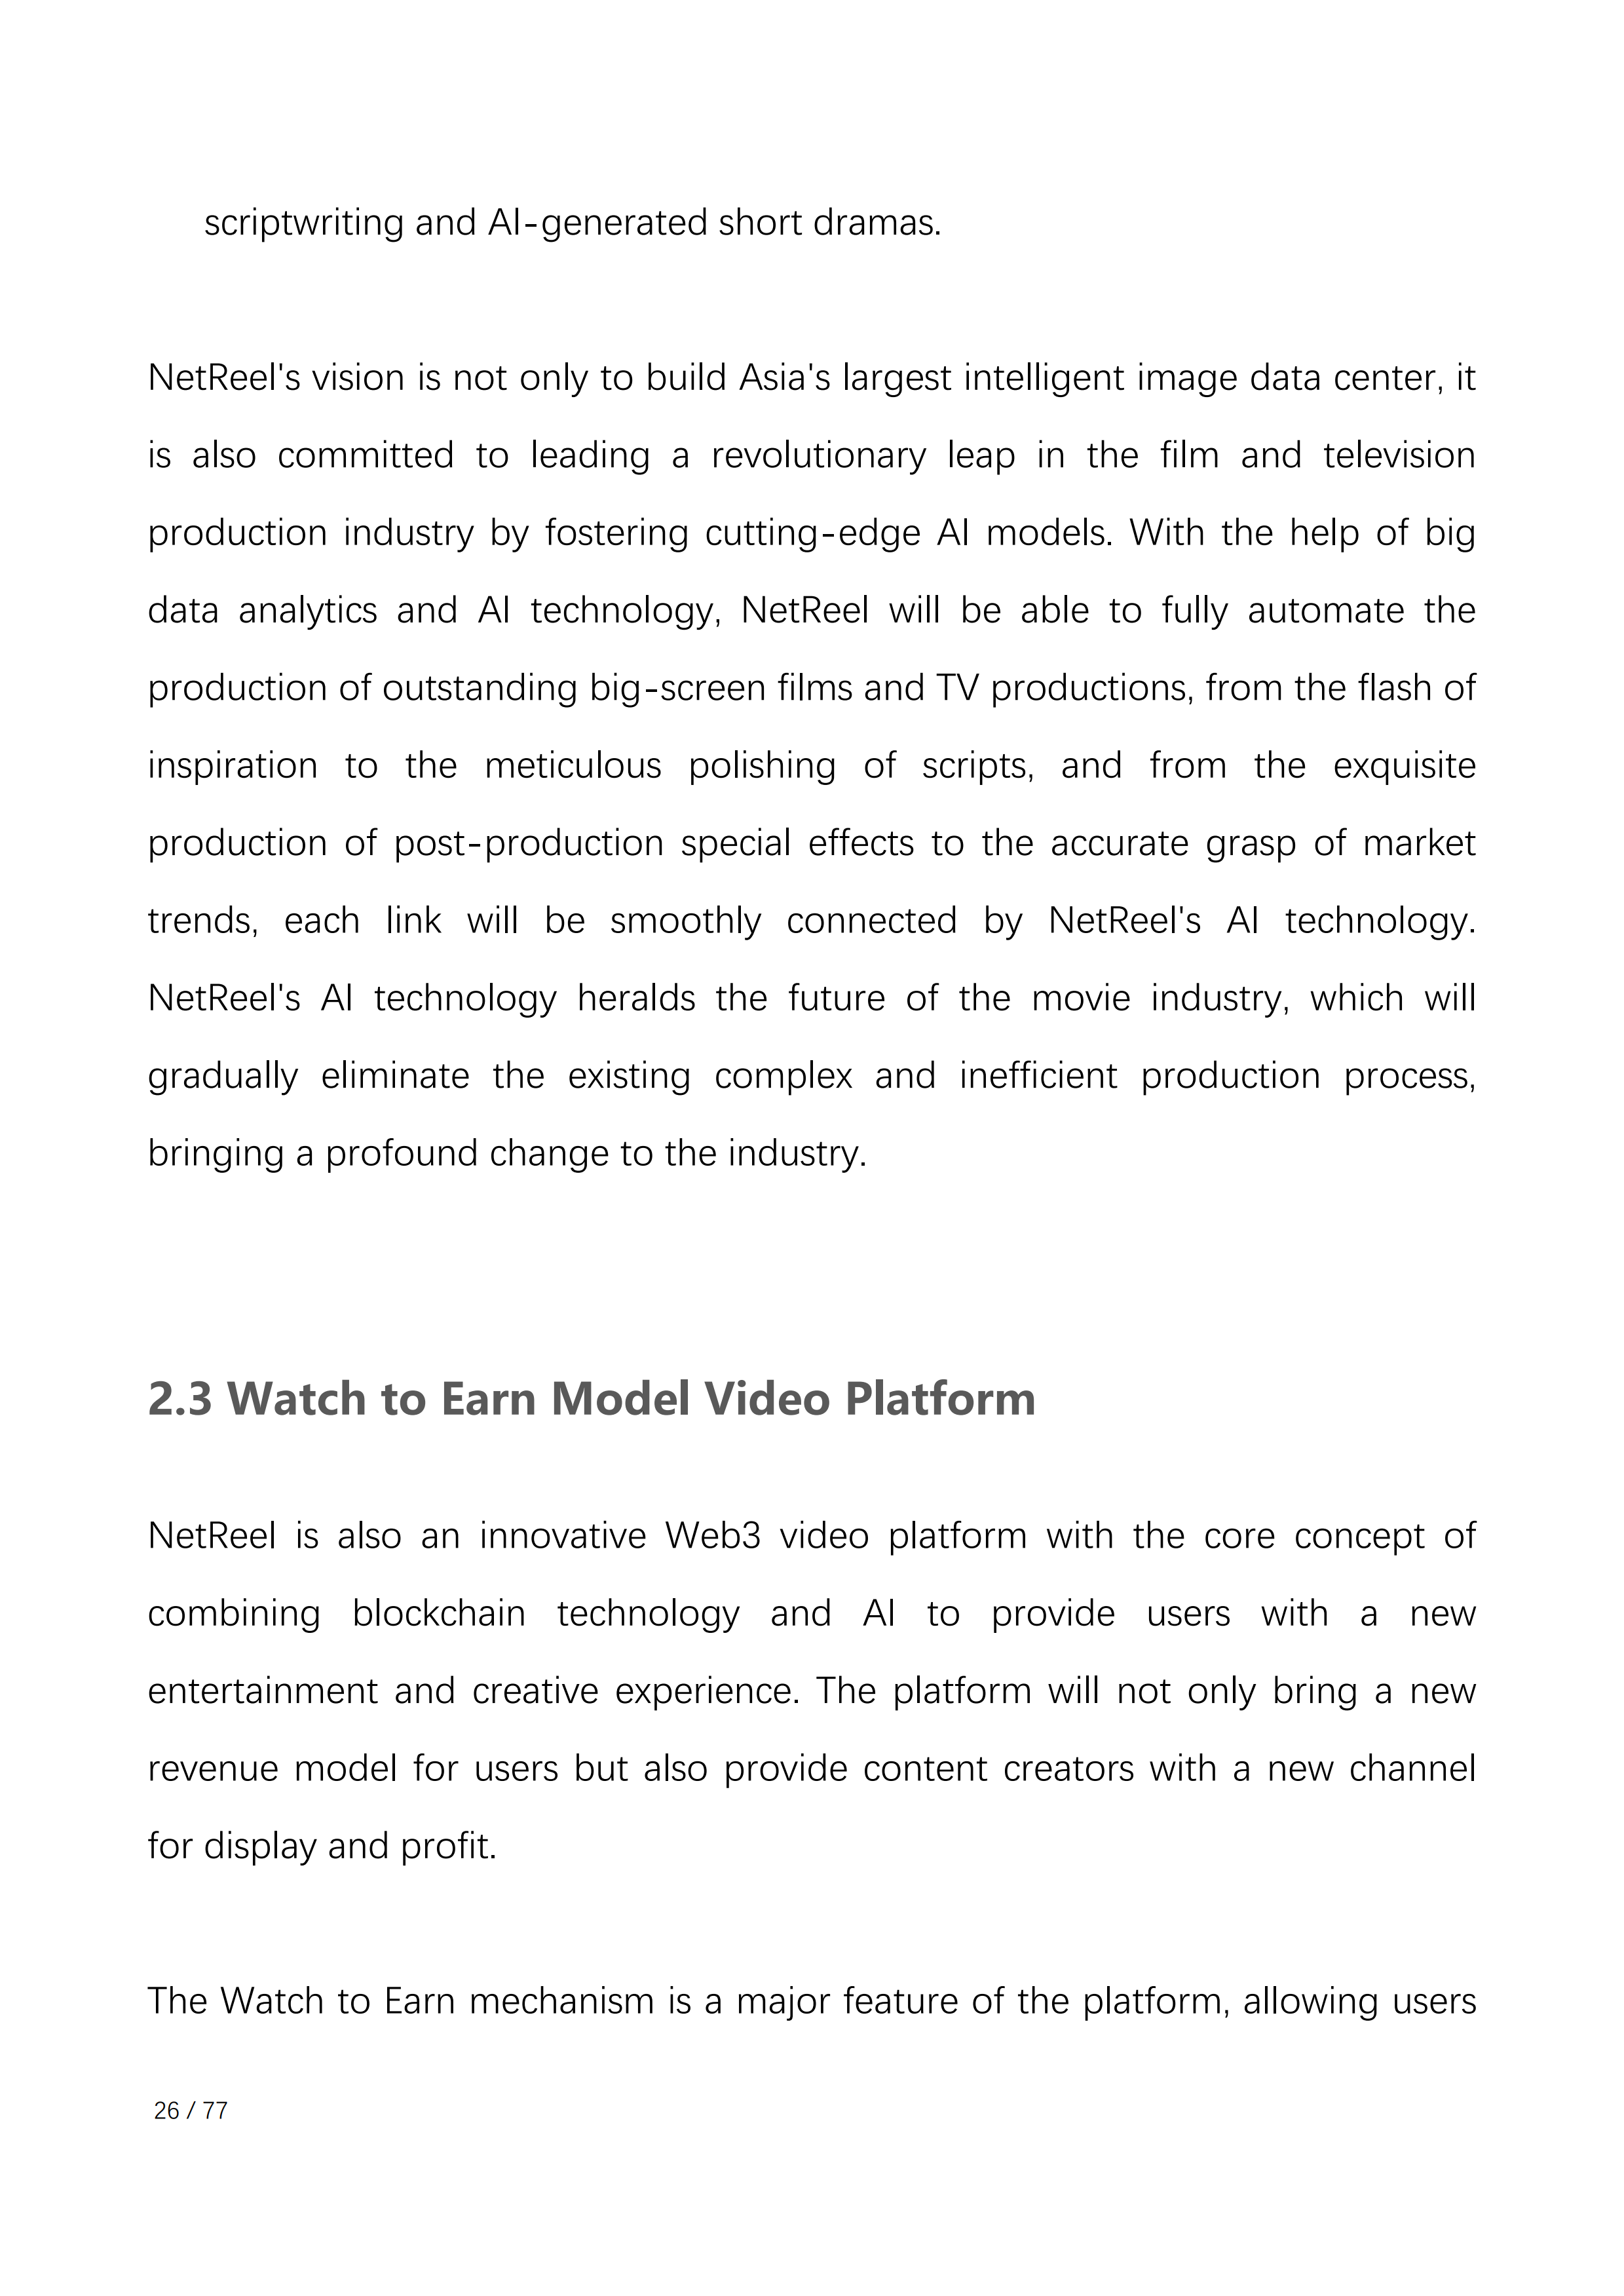 scriptwriting and AI-generated short dramas.
NetReel's vision is not only to build Asia's largest intelligent image data center, it
is also committed to leading a revolutionary leap in the film and television
production industry by fostering cutting-edge AI models. With the help of big
data analytics and AI technology, NetReel will be able to fully automate the
production of outstanding big-screen films and TV productions, from the flash of
inspiration to the meticulous polishing of scripts, and from the exquisite
production of post-production special effects to the accurate grasp of market
trends, each link will be smoothly connected by NetReel's AI technology.
NetReel's AI technology heralds the future of the movie industry, which will
gradually eliminate the existing complex and inefficient production process,
bringing a profound change to the industry.
2.3 Watch to Earn Model Video Platform
NetReel is also an innovative Web3 video platform with the core concept of
combining blockchain technology and AI to provide users with a new
entertainment and creative experience. The platform will not only bring a new
revenue model for users but also provide content creators with a new channel
for display and profit.
The Watch to Earn mechanism is a major feature of the platform, allowing users
26 / 77